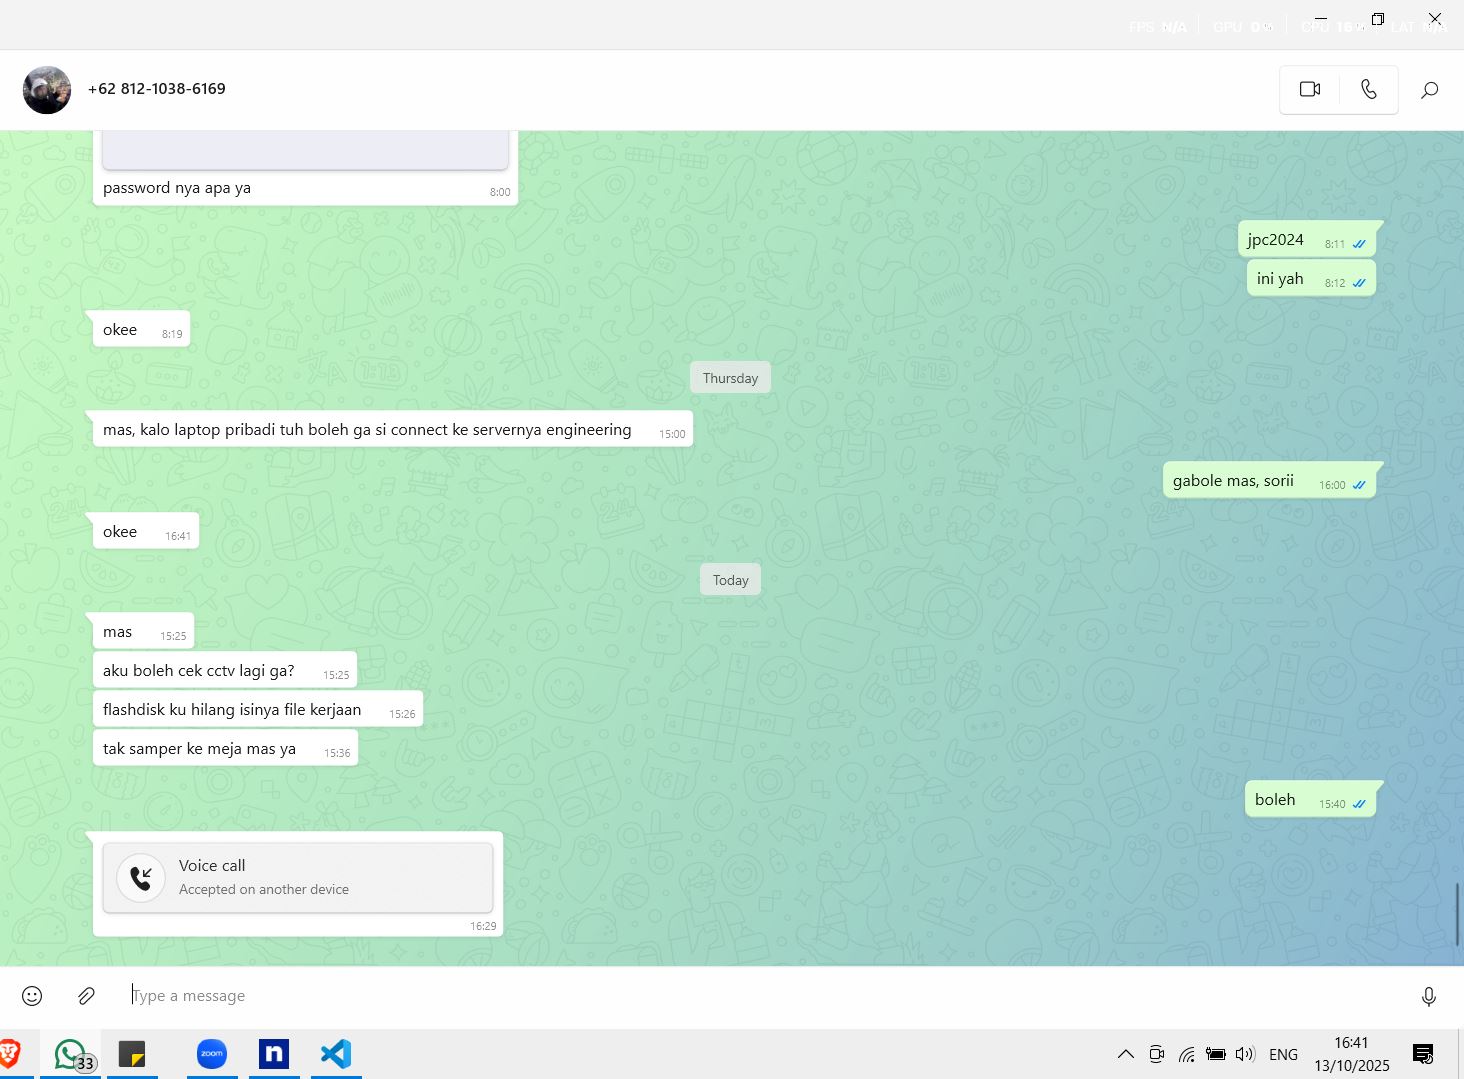 FPS N/A GPU 0% CPU 16% LAT N/A
+62 812-1038-6169
password nya apa ya 8:00
jpc2024 8:11
ini yah 8:12
okee 8:19
Thursday
mas, kalo laptop pribadi tuh boleh ga si connect ke servernya engineering 15:00
gabole mas, sorii 16:00
okee 16:41
Today
mas 15:25
aku boleh cek cctv lagi ga? 15:25
flashdisk ku hilang isinya file kerjaan 15:26
tak samper ke meja mas ya 15:36
boleh 15:40
Voice call
Accepted on another device
16:29
Type a message
33
zoom
n
ENG
16:41
13/10/2025